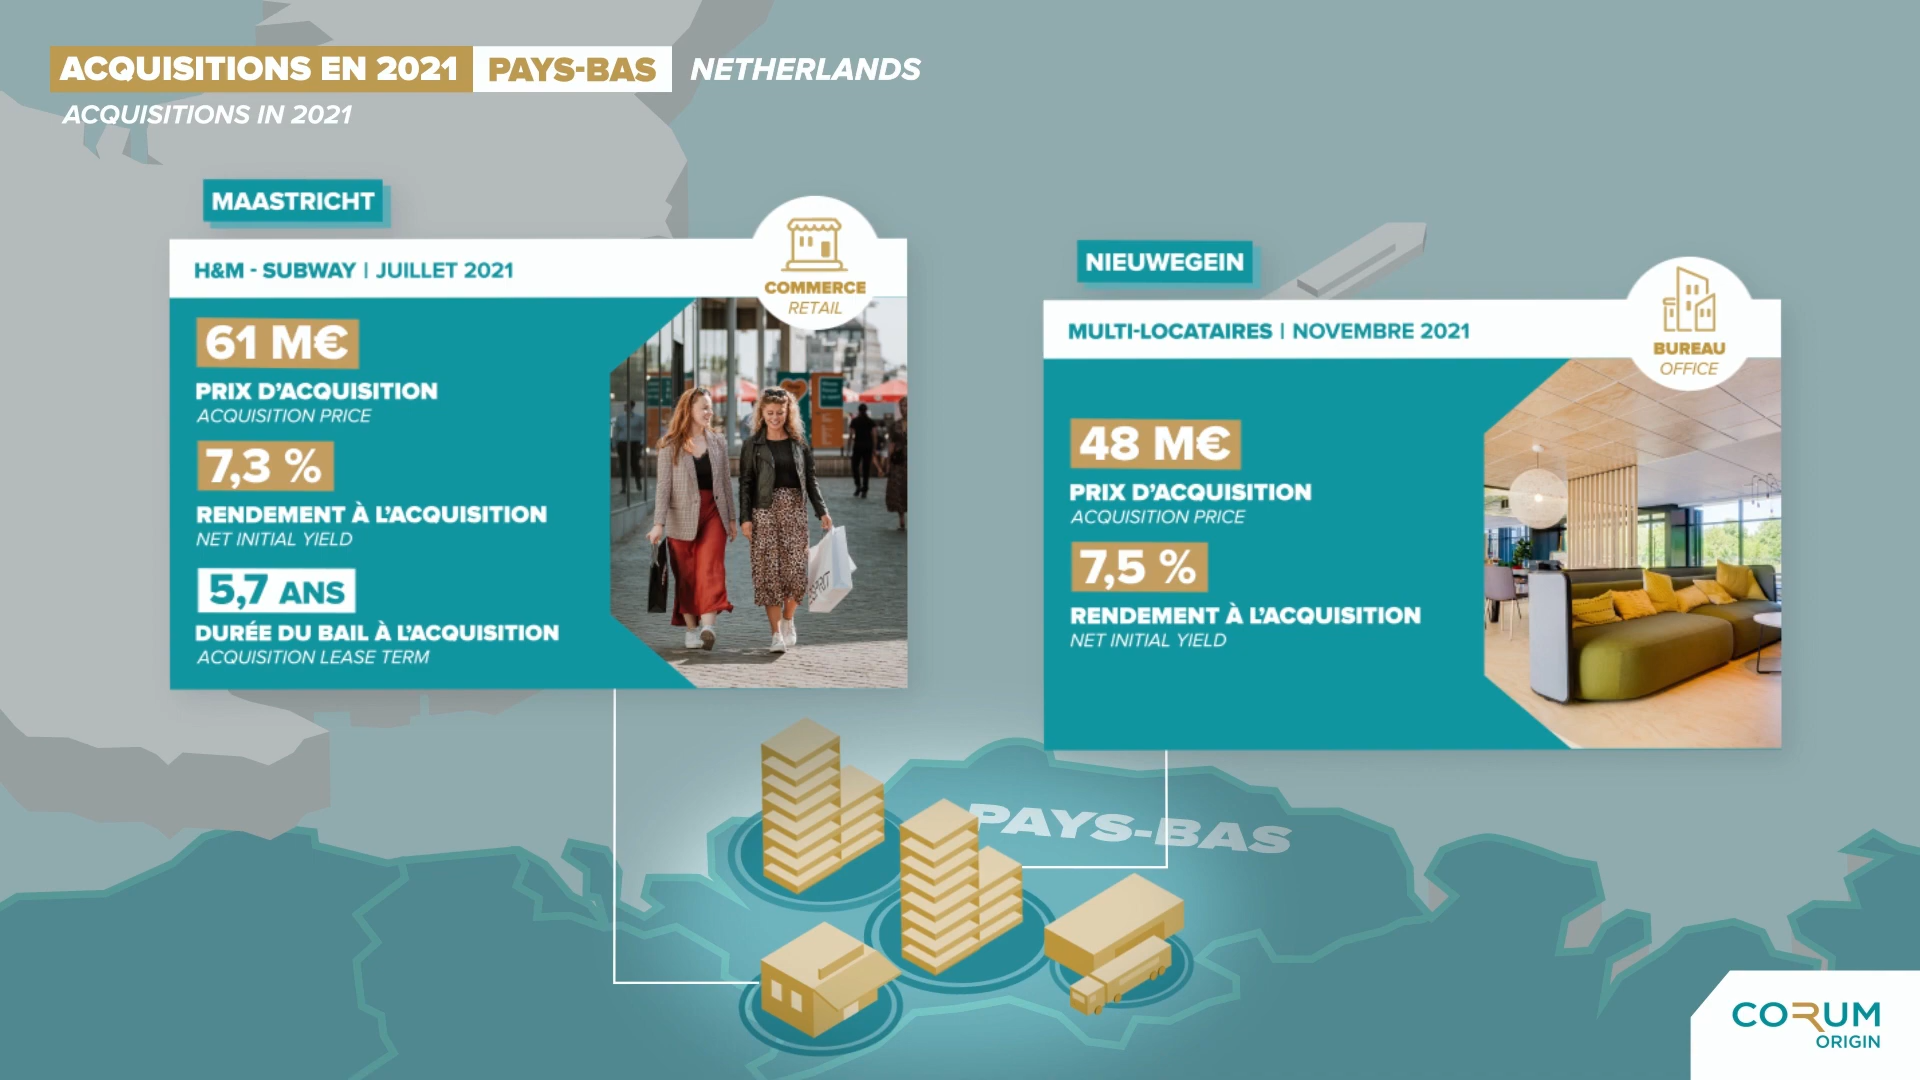 ACQUISITIONS EN 2021 PAYS-BAS NETHERLANDS
ACQUISITIONS IN 2021
MAASTRICHT
H&M - SUBWAY | JUILLET 2021
COMMERCE
RETAIL
61 M€
PRIX D'ACQUISITION
ACQUISITION PRICE
7,3 %
RENDEMENT À L'ACQUISITION
NET INITIAL YIELD
5,7 ANS
DURÉE DU BAIL À L'ACQUISITION
ACQUISITION LEASE TERM
NIEUWEGEIN
MULTI-LOCATAIRES | NOVEMBRE 2021
BUREAU
OFFICE
48 M€
PRIX D'ACQUISITION
ACQUISITION PRICE
7,5 %
RENDEMENT À L'ACQUISITION
NET INITIAL YIELD
PAYS-BAS
CORUM
ORIGIN